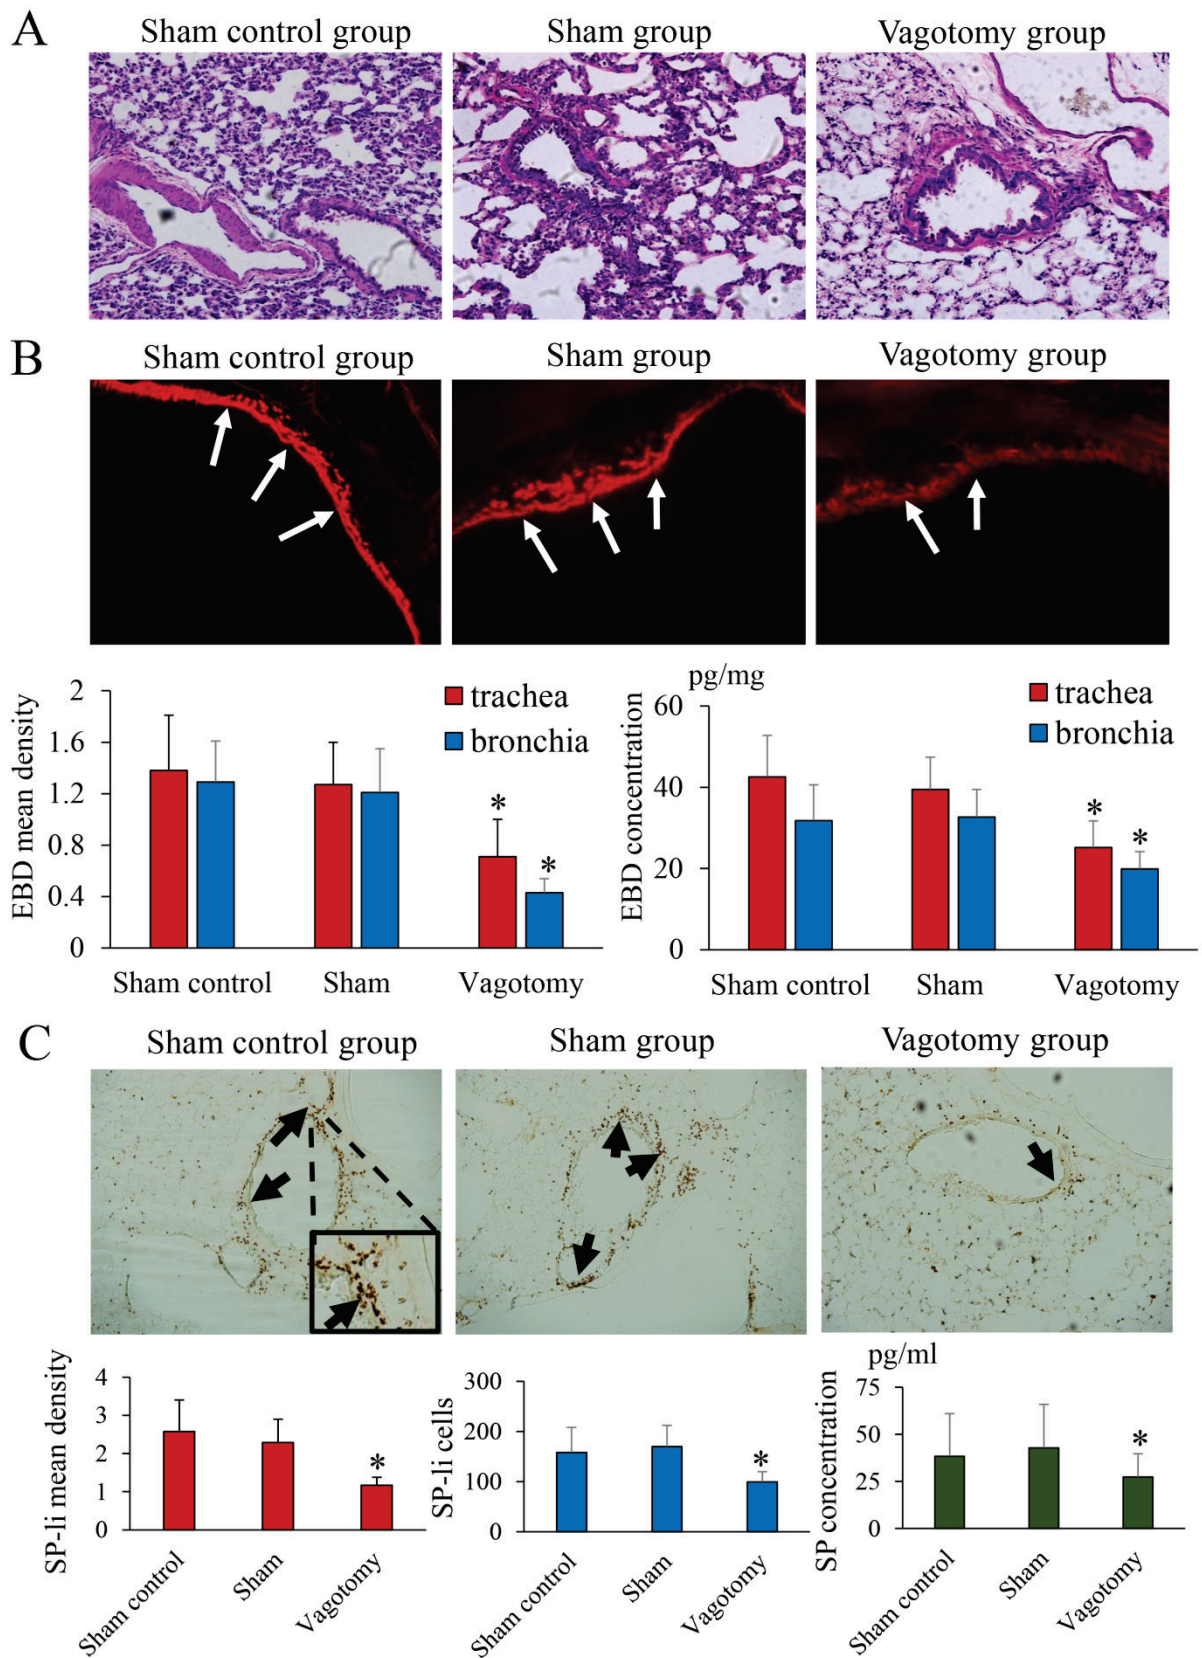 A
Sham control group
Sham group
Vagotomy group
B
Sham control group
Sham group
Vagotomy group
EBD mean density
2
1.6
1.2
0.8
0.4
0
trachea
bronchia
*
*
Sham control
Sham
Vagotomy
pg/mg
EBD concentration
60
40
20
0
trachea
bronchia
*
*
Sham control
Sham
Vagotomy
C
Sham control group
Sham group
Vagotomy group
SP-li mean density
4
3
2
1
0
*
Sham control
Sham
Vagotomy
SP-li cells
300
200
100
0
*
Sham control
Sham
Vagotomy
pg/ml
SP concentration
75
50
25
0
*
Sham control
Sham
Vagotomy